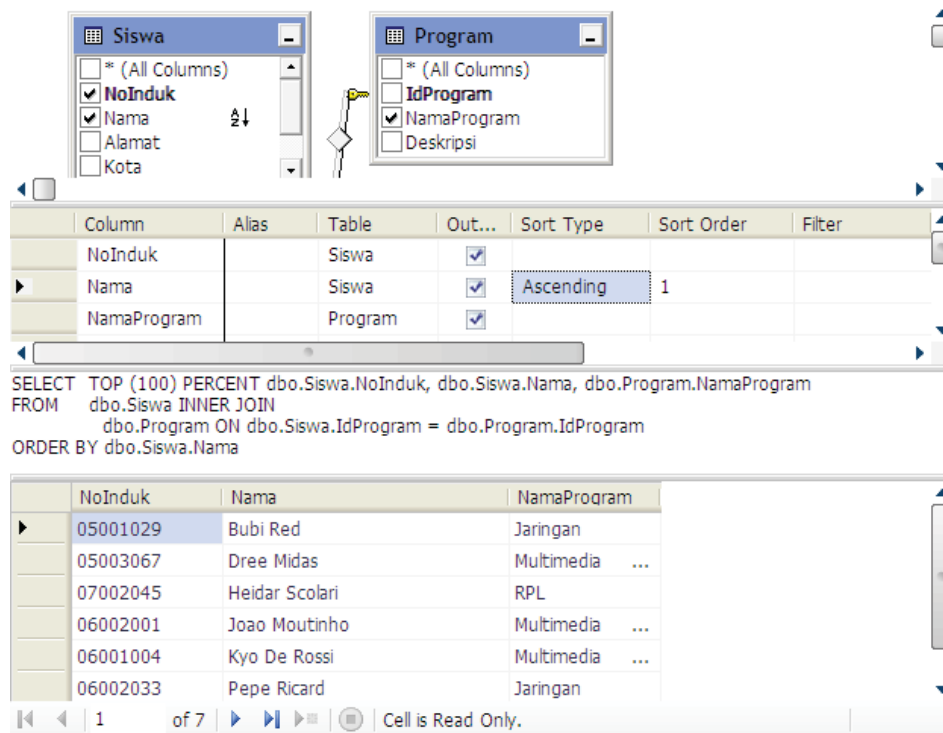 Siswa
* (All Columns)
NoInduk
Nama
Alamat
Kota
Program
* (All Columns)
IdProgram
NamaProgram
Deskripsi
Column Alias Table Out... Sort Type Sort Order Filter
NoInduk Siswa
Nama Siswa Ascending 1
NamaProgram Program
SELECT TOP (100) PERCENT dbo.Siswa.NoInduk, dbo.Siswa.Nama, dbo.Program.NamaProgram
FROM dbo.Siswa INNER JOIN
dbo.Program ON dbo.Siswa.IdProgram = dbo.Program.IdProgram
ORDER BY dbo.Siswa.Nama
NoInduk Nama NamaProgram
05001029 Bubi Red Jaringan
05003067 Dree Midas Multimedia ...
07002045 Heidar Scolari RPL
06002001 Joao Moutinho Multimedia ...
06001004 Kyo De Rossi Multimedia ...
06002033 Pepe Ricard Jaringan
1 of 7 Cell is Read Only.